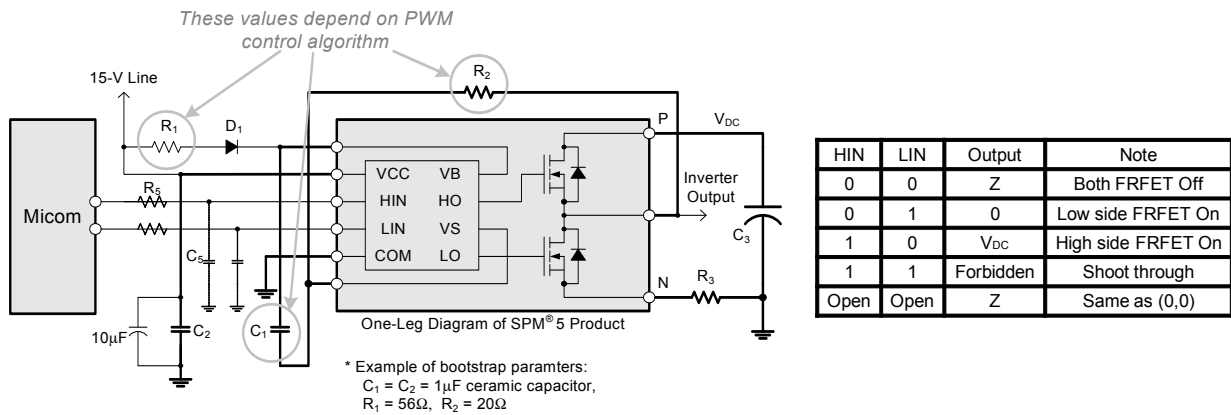 These values depend on PWM
control algorithm
15-V Line
R₂
R₁
D₁
P
V_DC
VCC
VB
R₅
HIN
HO
Micom
LIN
VS
Inverter
Output
C₅
COM
LO
C₃
N
R₃
10μF
C₂
C₁
One-Leg Diagram of SPM® 5 Product
* Example of bootstrap paramters:
C₁ = C₂ = 1μF ceramic capacitor,
R₁ = 56Ω, R₂ = 20Ω
HIN LIN Output Note
0 0 Z Both FRFET Off
0 1 0 Low side FRFET On
1 0 V_DC High side FRFET On
1 1 Forbidden Shoot through
Open Open Z Same as (0,0)